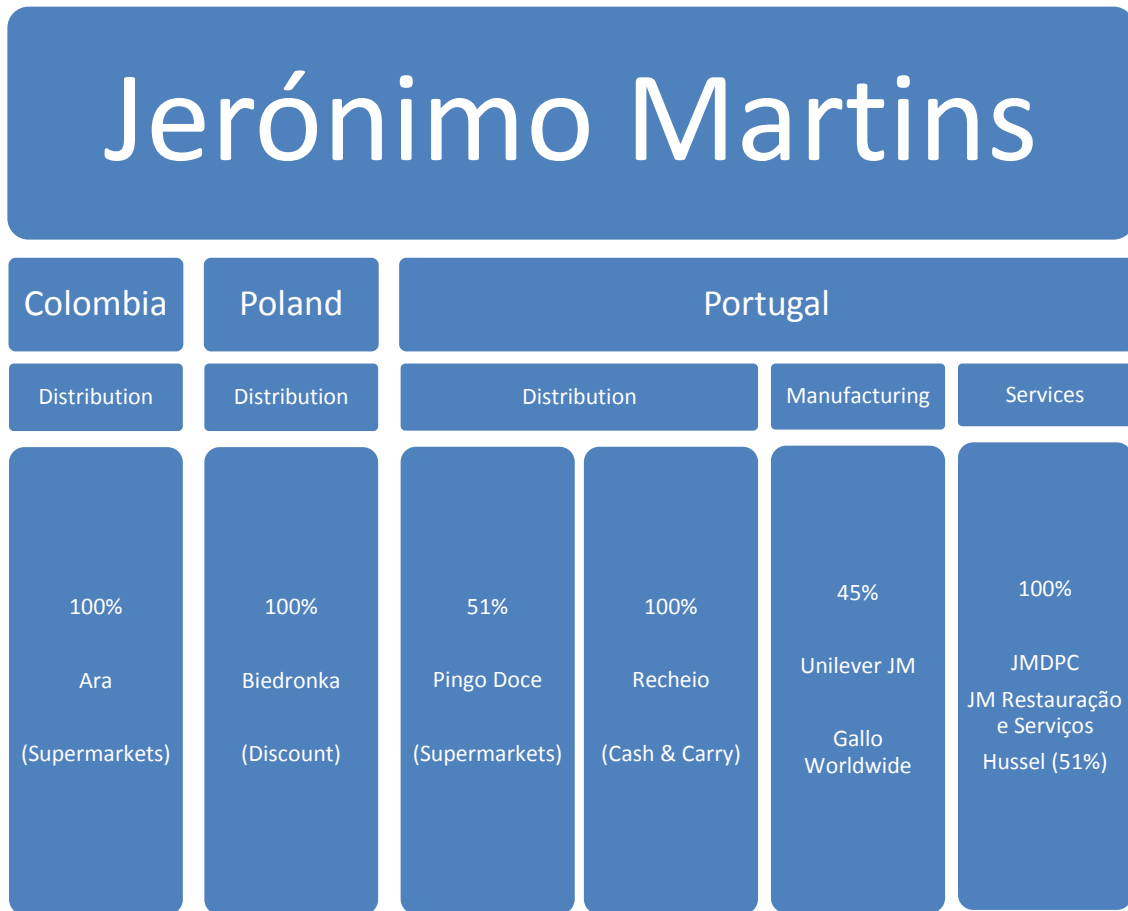 Jerónimo Martins
Colombia
Poland
Portugal
Distribution
Distribution
Distribution
Manufacturing
Services
100%
Ara
(Supermarkets)
100%
Biedronka
(Discount)
51%
Pingo Doce
(Supermarkets)
100%
Recheio
(Cash & Carry)
45%
Unilever JM
Gallo
Worldwide
100%
JMDPC
JM Restauração
e Serviços
Hussel (51%)